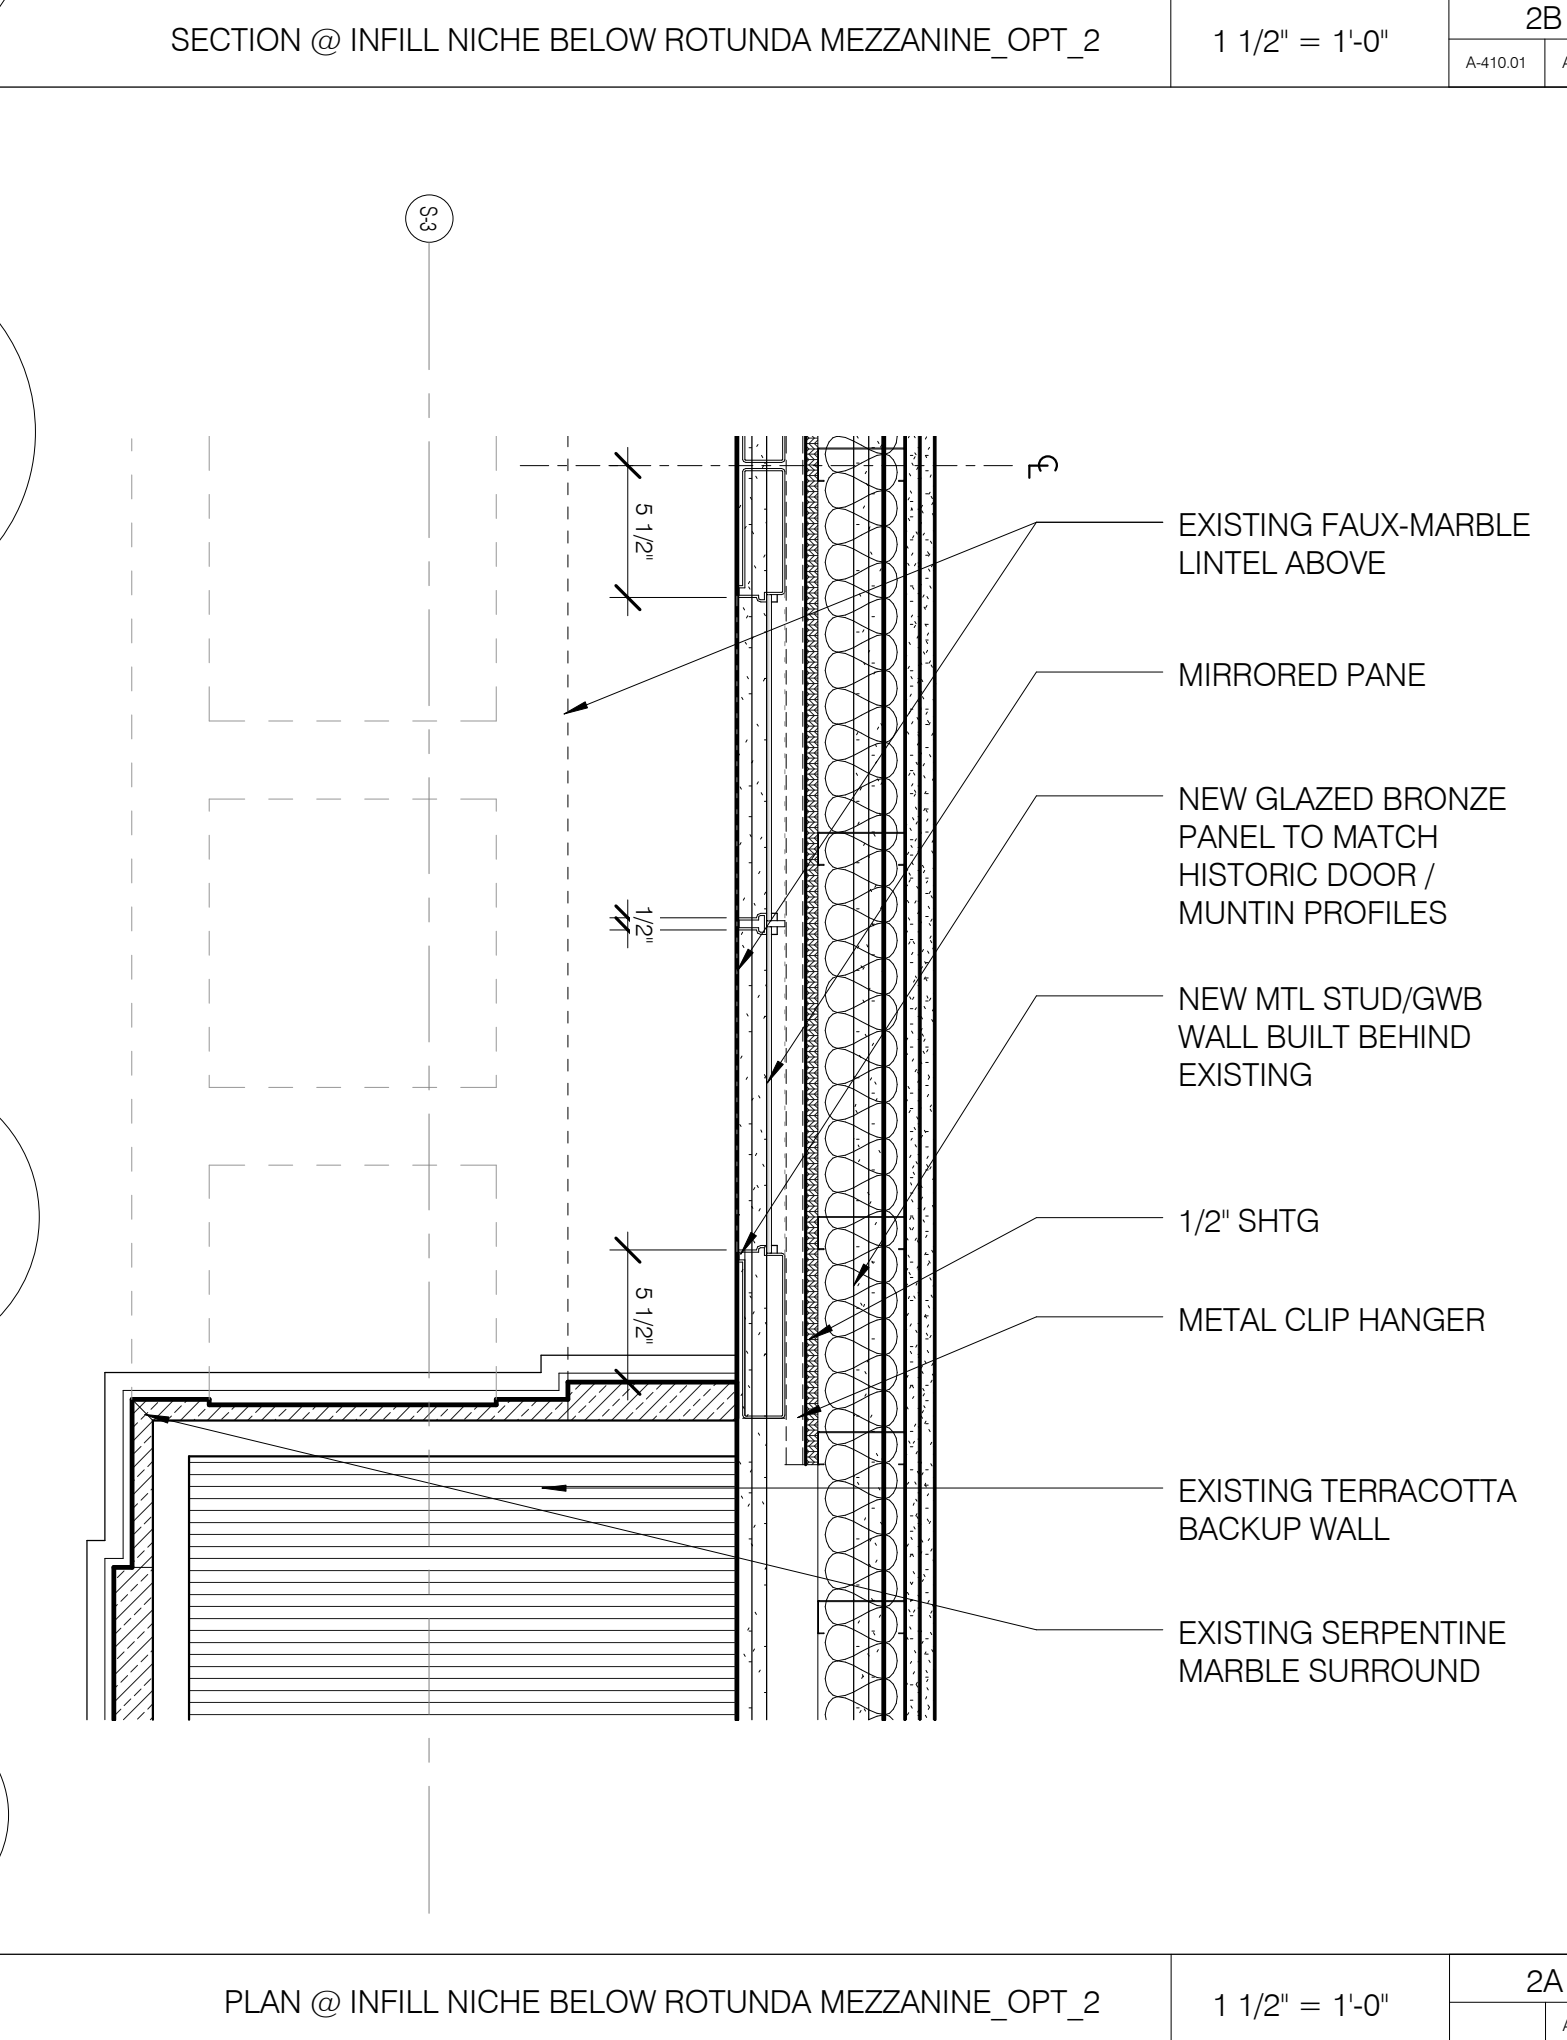 SECTION @ INFILL NICHE BELOW ROTUNDA MEZZANINE_OPT_2
1 1/2" = 1'-0"
2B
A-410.01
S-3
CL
5 1/2"
1/2"
5 1/2"
EXISTING FAUX-MARBLE
LINTEL ABOVE
MIRRORED PANE
NEW GLAZED BRONZE
PANEL TO MATCH
HISTORIC DOOR /
MUNTIN PROFILES
NEW MTL STUD/GWB
WALL BUILT BEHIND
EXISTING
1/2" SHTG
METAL CLIP HANGER
EXISTING TERRACOTTA
BACKUP WALL
EXISTING SERPENTINE
MARBLE SURROUND
PLAN @ INFILL NICHE BELOW ROTUNDA MEZZANINE_OPT_2
1 1/2" = 1'-0"
2A